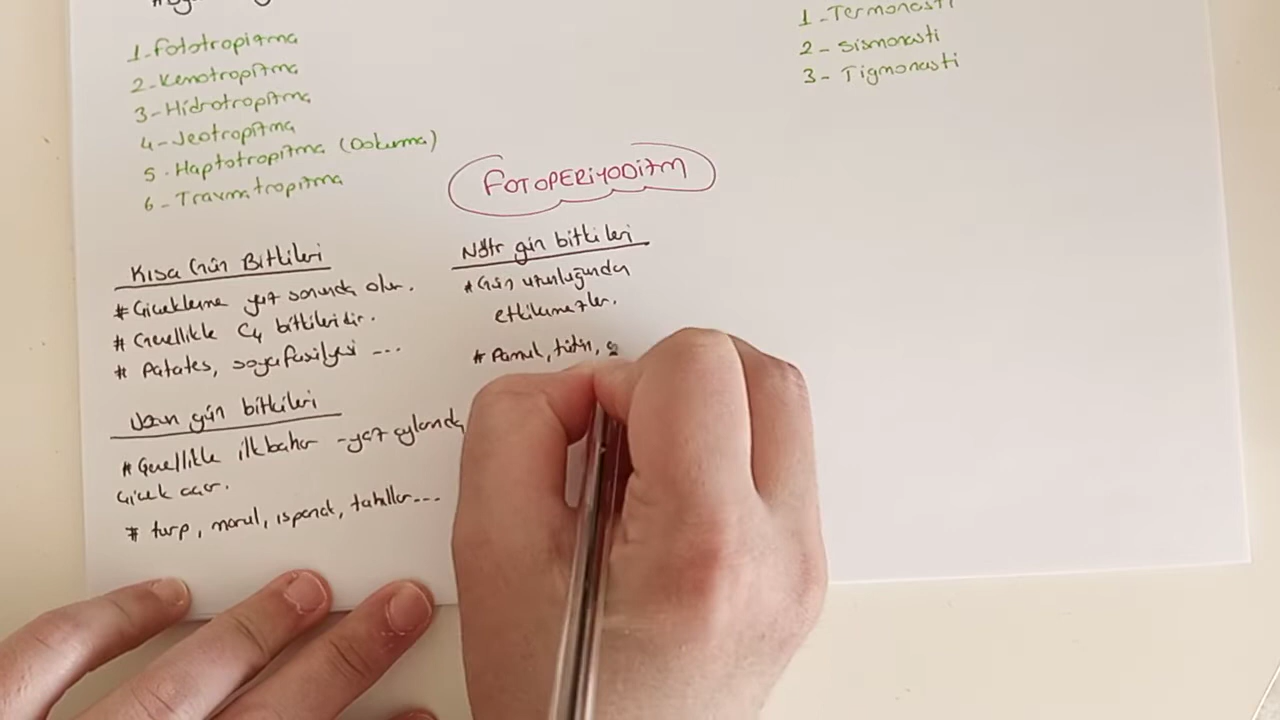 1-Fototropizma
2-Kemotropizma
3-Hidrotropizma
4-Jeotropizma
5-Haptotropizma (Dokuma)
6-Travmatropizma
1-Termonasti
2- Sismonasti
3- Tigmonasti
FOTOPERİYODİZM
Kısa Gün Bitkileri
# Çiçeklenme yaz sonunda olur.
# Genellikle C4 bitkileridir.
* Patates, soya fasülyesi ---
Uzun gün bitkileri
* Genellikle ilkbahar -yaz aylarında
Çiçek açar.
* turp, marul, ıspanak, tahıllar---
Nötr gün bitkileri
* Gün uzunluğundan
etkilenmezler.
* Pamuk, tütün,